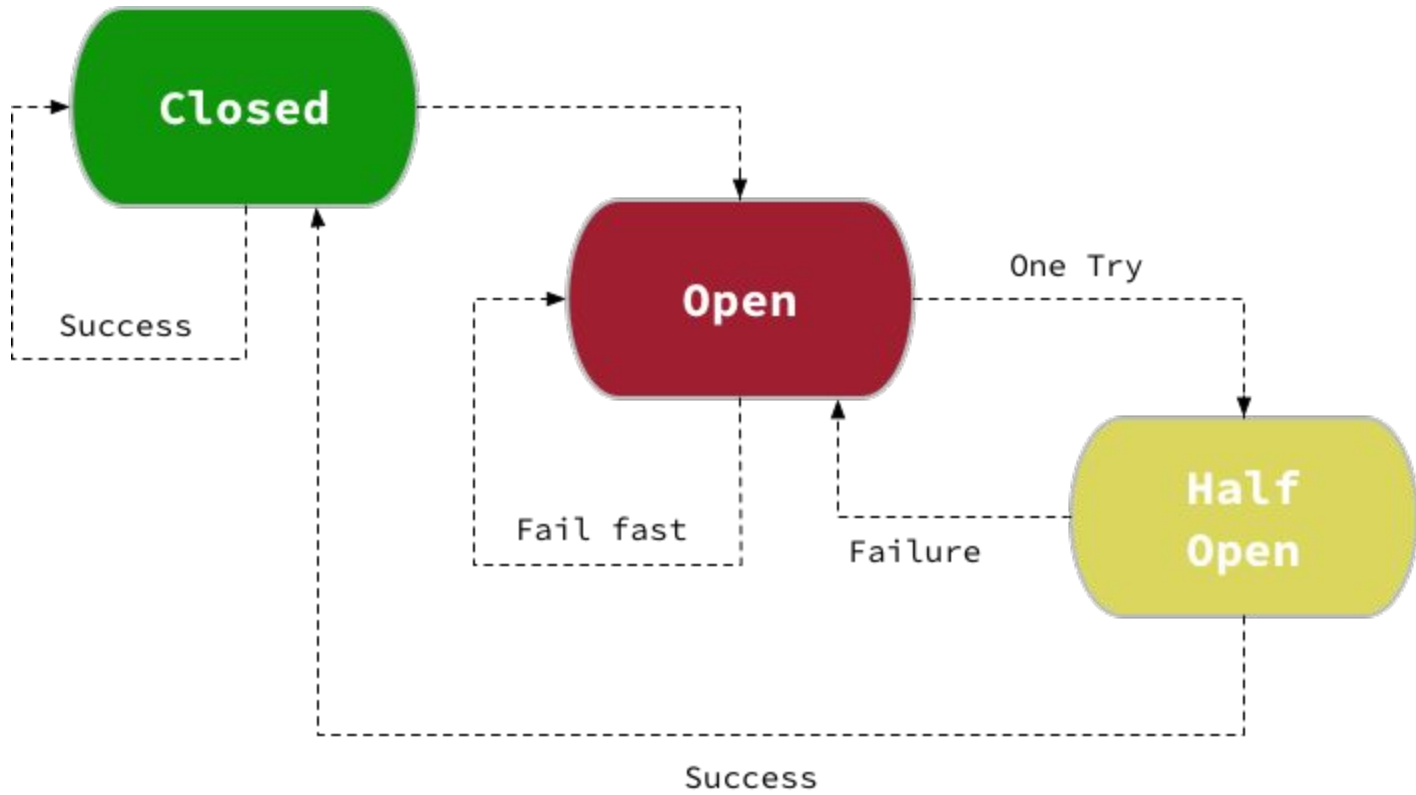 Closed
Success
Open
One Try
Fail fast
Failure
Half
Open
Success